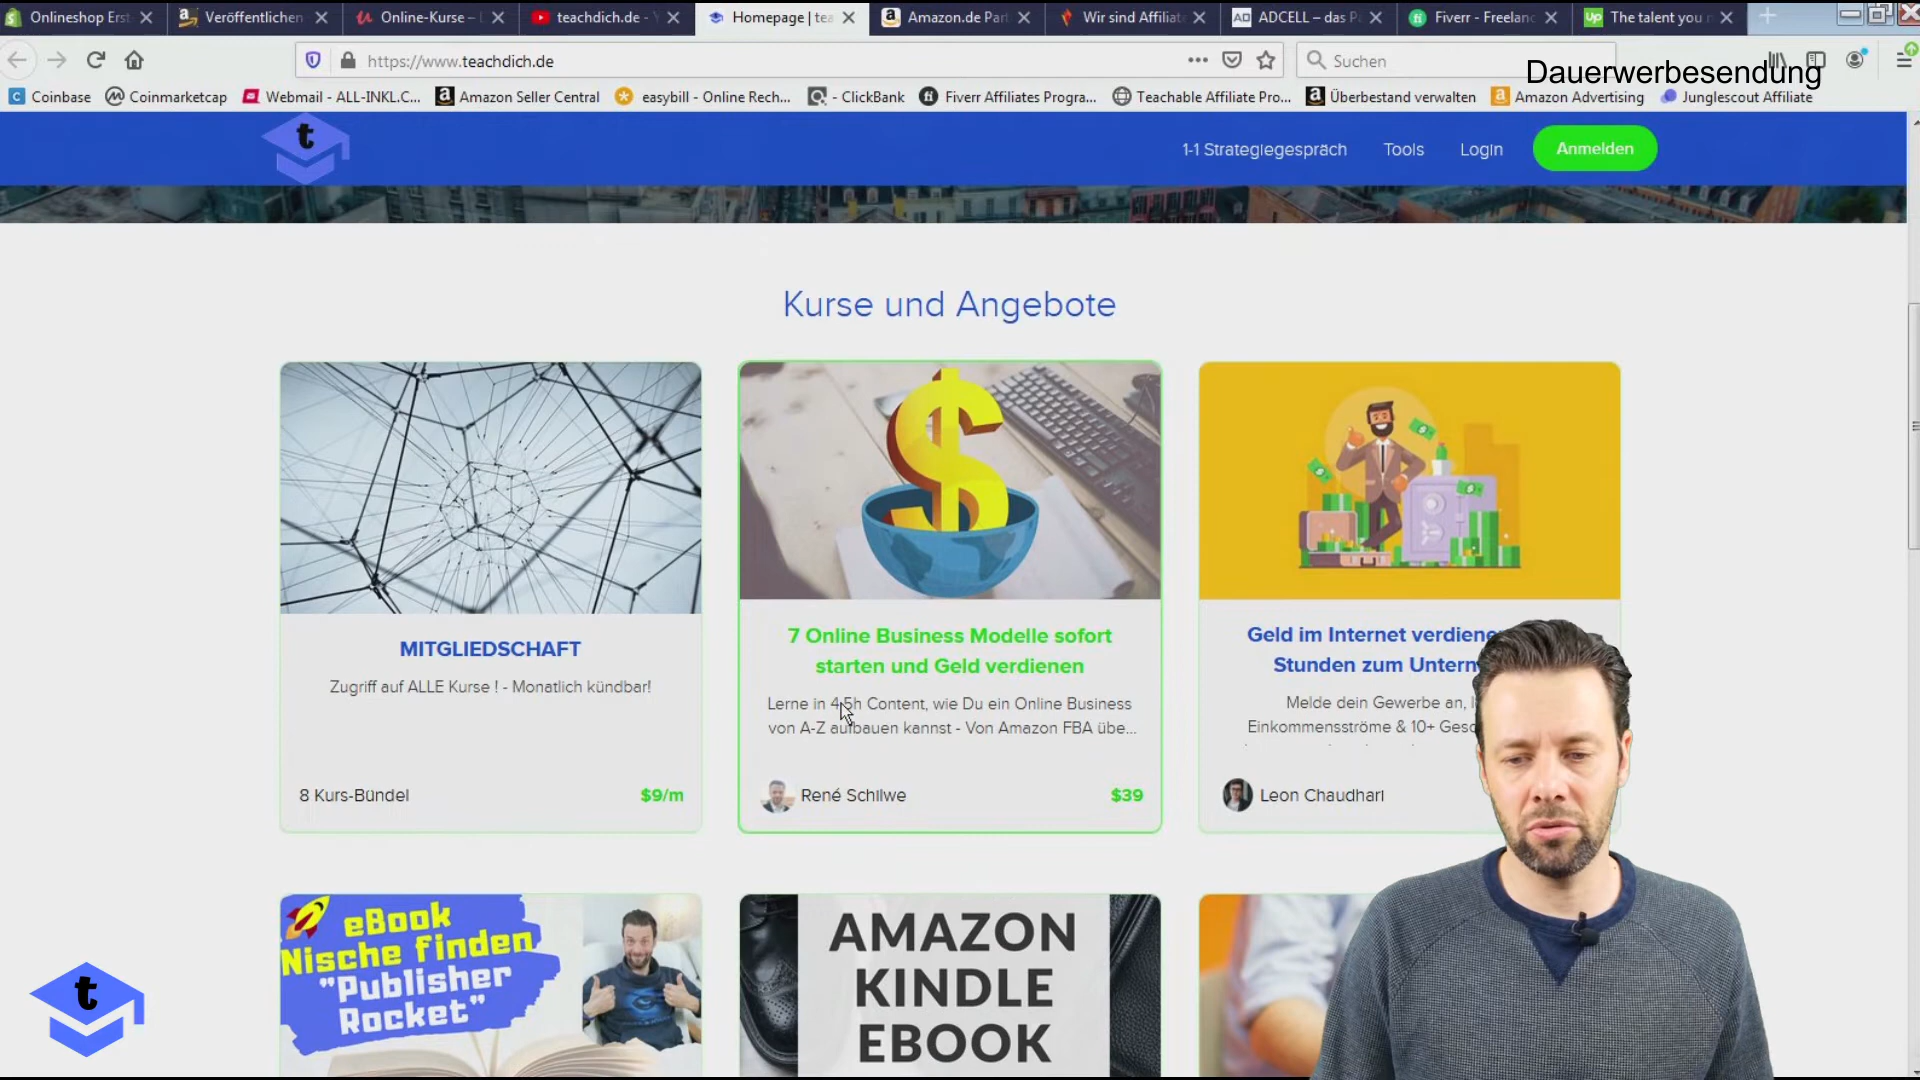 Onlineshop Erst
Veröffentlichen
Online-Kurse – L
teachdich.de - Y
Homepage | tea
Amazon.de Par
Wir sind Affiliat
ADCELL – das P
Fiverr - Freelan
The talent you n
https://www.teachdich.de
Suchen
Dauerwerbesendung
Coinbase
Coinmarketcap
Webmail - ALL-INKL.C...
Amazon Seller Central
easybill - Online Rech...
- ClickBank
Fiverr Affiliates Progra...
Teachable Affiliate Pro...
Überbestand verwalten
Amazon Advertising
Junglescout Affiliate
t
1-1 Strategiegespräch
Tools
Login
Anmelden
Kurse und Angebote
MITGLIEDSCHAFT
Zugriff auf ALLE Kurse ! - Monatlich kündbar!
8 Kurs-Bündel
$9/m
7 Online Business Modelle sofort
starten und Geld verdienen
Lerne in 4,5h Content, wie Du ein Online Business
von A-Z aufbauen kannst - Von Amazon FBA übe...
René Schilwe
$39
Geld im Internet verdiene
Stunden zum Untern
Melde dein Gewerbe an,
Einkommensströme & 10+ Gesc
Leon Chaudhari
eBook
Nische finden
"Publisher
Rocket"
AMAZON
KINDLE
EBOOK
t